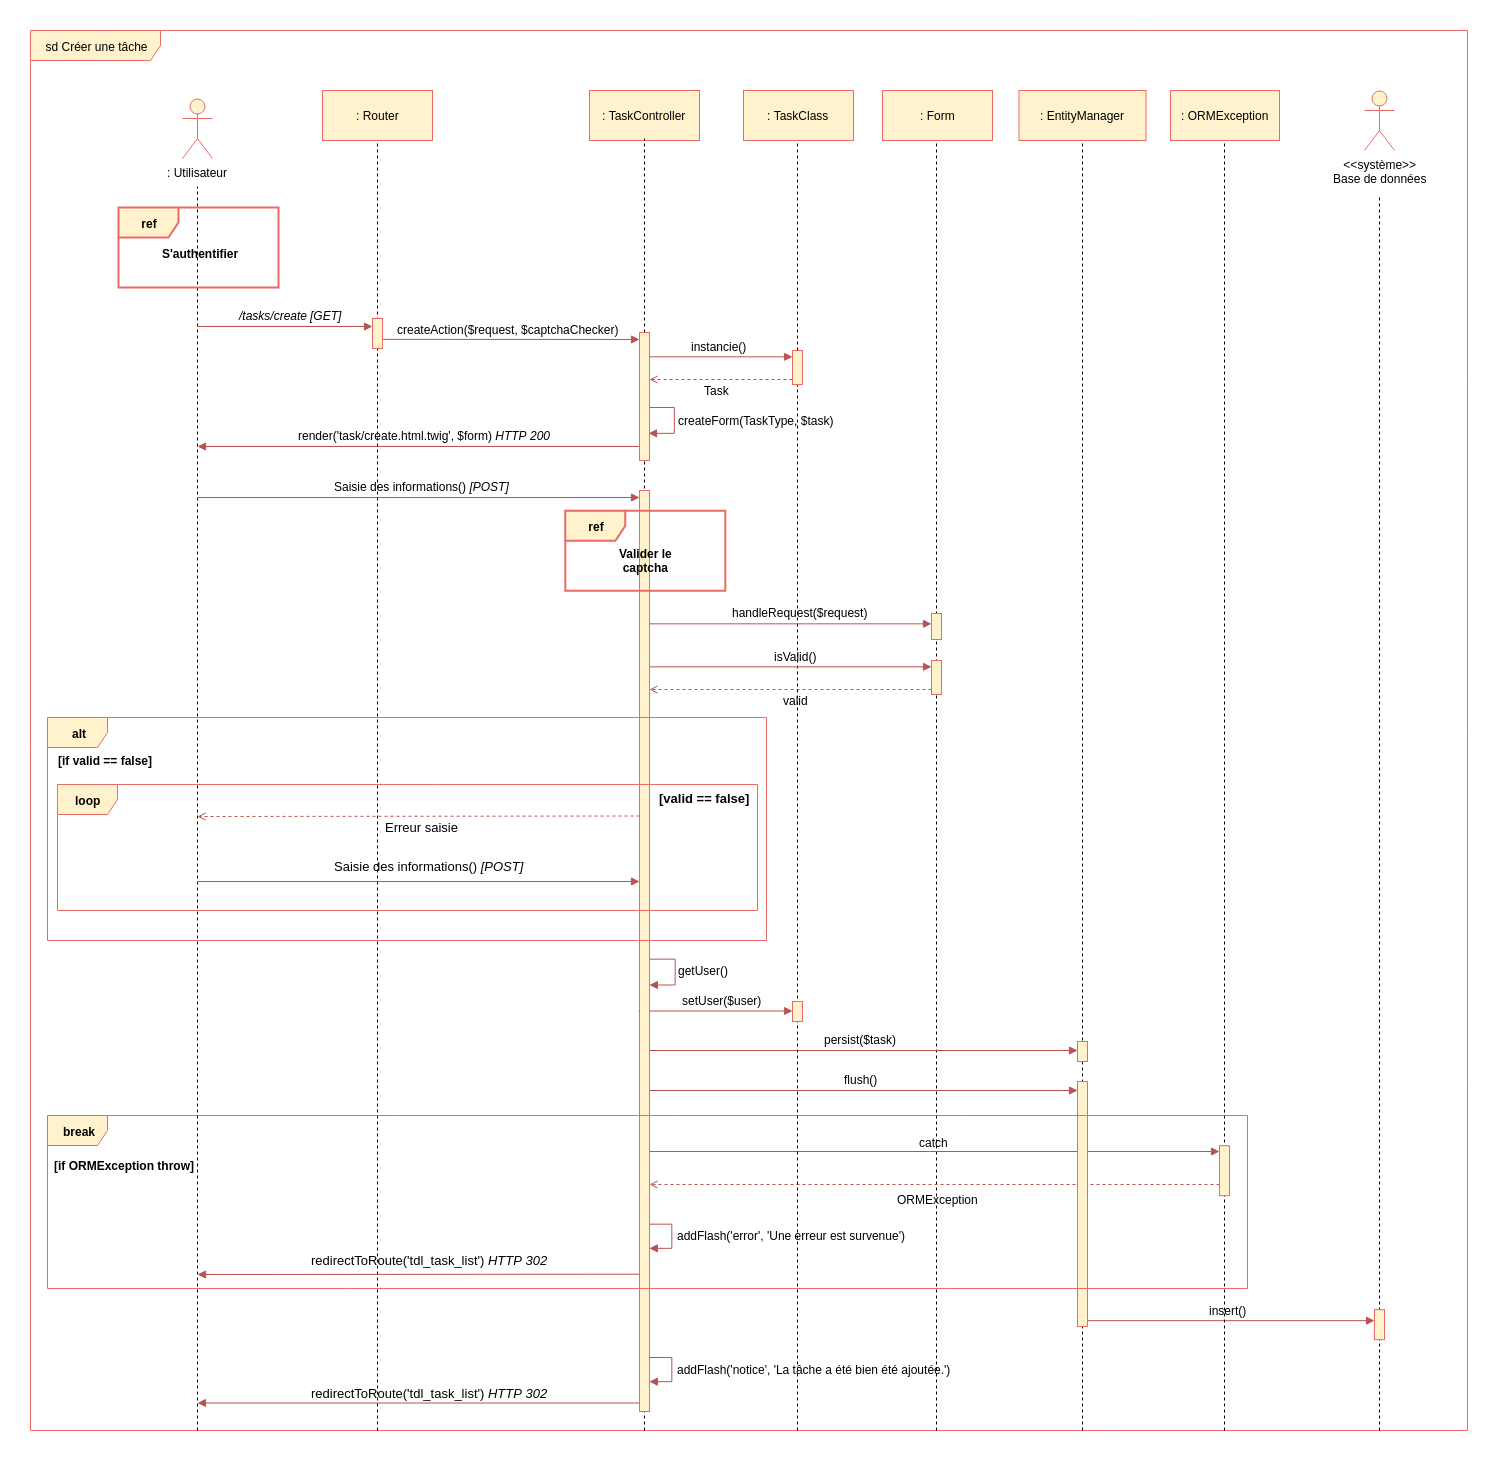 sd Créer une tâche
: Utilisateur
: Router
: TaskController
: TaskClass
: Form
: EntityManager
: ORMException
<<système>>
Base de données
ref
S'authentifier
/tasks/create [GET]
createAction($request, $captchaChecker)
instancie()
Task
createForm(TaskType, $task)
render('task/create.html.twig', $form) HTTP 200
Saisie des informations() [POST]
ref
Valider le
captcha
handleRequest($request)
isValid()
valid
alt
[if valid == false]
loop
[valid == false]
Erreur saisie
Saisie des informations() [POST]
getUser()
setUser($user)
persist($task)
flush()
break
[if ORMException throw]
catch
ORMException
addFlash('error', 'Une erreur est survenue')
redirectToRoute('tdl_task_list') HTTP 302
insert()
addFlash('notice', 'La tâche a été bien été ajoutée.')
redirectToRoute('tdl_task_list') HTTP 302